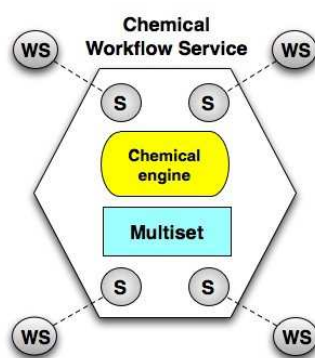 Chemical
Workflow Service
WS
WS
S
S
Chemical
engine
Multiset
S
S
WS
WS